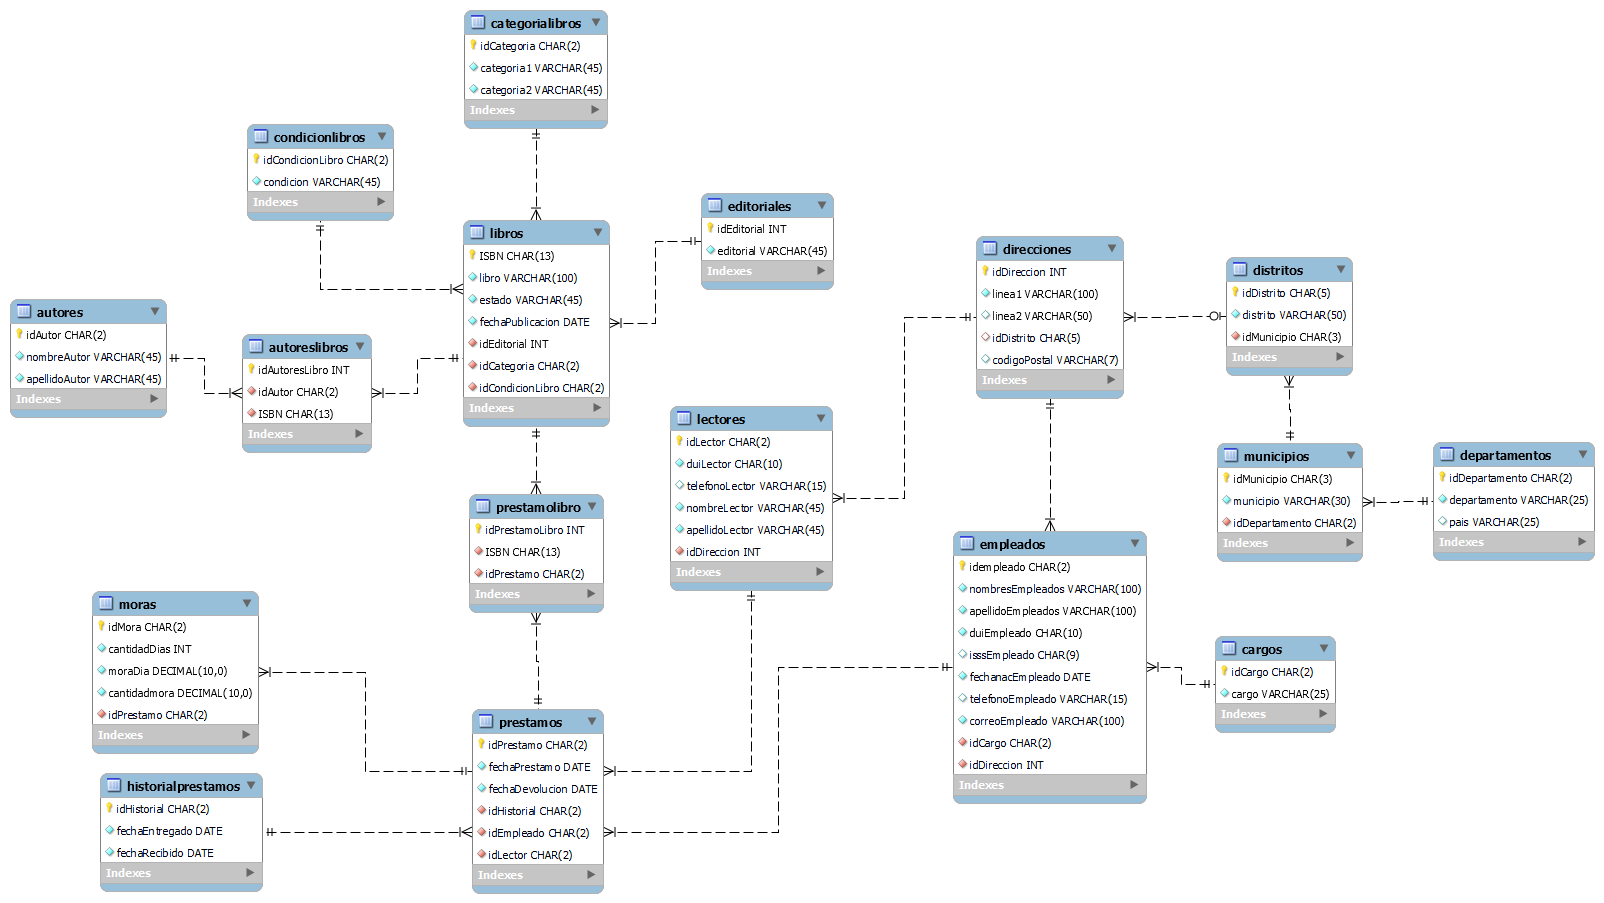 categorialibros
idCategoria CHAR(2)
categoria1 VARCHAR(45)
categoria2 VARCHAR(45)
Indexes
condicionlibros
idCondicionLibro CHAR(2)
condicion VARCHAR(45)
Indexes
editoriales
idEditorial INT
editorial VARCHAR(45)
Indexes
libros
ISBN CHAR(13)
libro VARCHAR(100)
estado VARCHAR(45)
fechaPublicacion DATE
idEditorial INT
idCategoria CHAR(2)
idCondicionLibro CHAR(2)
Indexes
direcciones
idDireccion INT
linea1 VARCHAR(100)
linea2 VARCHAR(50)
idDistrito CHAR(5)
codigoPostal VARCHAR(7)
Indexes
distritos
idDistrito CHAR(5)
distrito VARCHAR(50)
idMunicipio CHAR(3)
Indexes
autores
idAutor CHAR(2)
nombreAutor VARCHAR(45)
apellidoAutor VARCHAR(45)
Indexes
autoreslibros
idAutoresLibro INT
idAutor CHAR(2)
ISBN CHAR(13)
Indexes
lectores
idLector CHAR(2)
duiLector CHAR(10)
telefonoLector VARCHAR(15)
nombreLector VARCHAR(45)
apellidoLector VARCHAR(45)
idDireccion INT
Indexes
municipios
idMunicipio CHAR(3)
municipio VARCHAR(30)
idDepartamento CHAR(2)
Indexes
departamentos
idDepartamento CHAR(2)
departamento VARCHAR(25)
pais VARCHAR(25)
Indexes
prestamolibro
idPrestamoLibro INT
ISBN CHAR(13)
idPrestamo CHAR(2)
Indexes
empleados
idempleado CHAR(2)
nombresEmpleados VARCHAR(100)
apellidoEmpleados VARCHAR(100)
duiEmpleado CHAR(10)
isssEmpleado CHAR(9)
fechanacEmpleado DATE
telefonoEmpleado VARCHAR(15)
correoEmpleado VARCHAR(100)
idCargo CHAR(2)
idDireccion INT
Indexes
moras
idMora CHAR(2)
cantidadDias INT
moraDia DECIMAL(10,0)
cantidadmora DECIMAL(10,0)
idPrestamo CHAR(2)
Indexes
cargos
idCargo CHAR(2)
cargo VARCHAR(25)
Indexes
prestamos
idPrestamo CHAR(2)
fechaPrestamo DATE
fechaDevolucion DATE
idHistorial CHAR(2)
idEmpleado CHAR(2)
idLector CHAR(2)
Indexes
historialprestamos
idHistorial CHAR(2)
fechaEntregado DATE
fechaRecibido DATE
Indexes